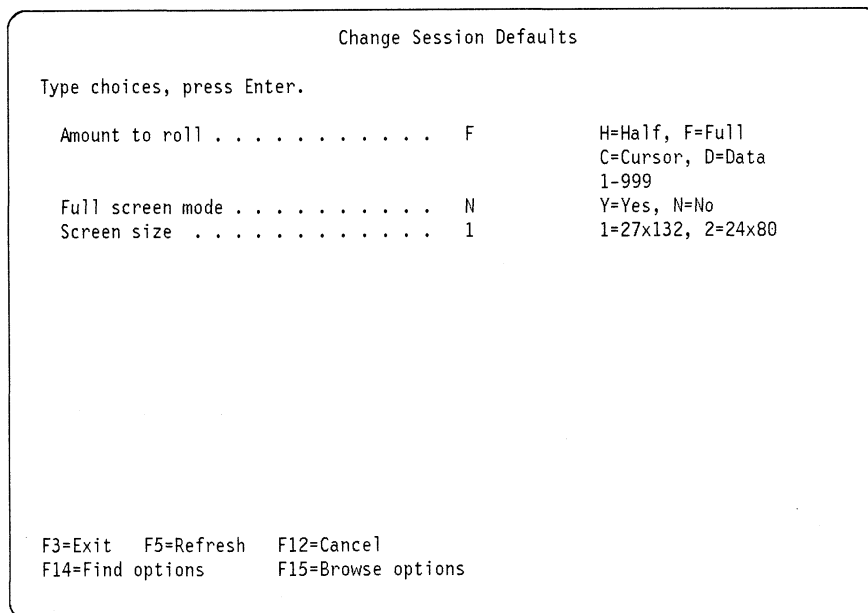 Change Session Defaults
Type choices, press Enter.
Amount to roll . . . . . . . . . . . F H=Half, F=Full
C=Cursor, D=Data
1-999
Full screen mode . . . . . . . . . . N Y=Yes, N=No
Screen size . . . . . . . . . . . . 1 1=27x132, 2=24x80
F3=Exit F5=Refresh F12=Cancel
F14=Find options F15=Browse options